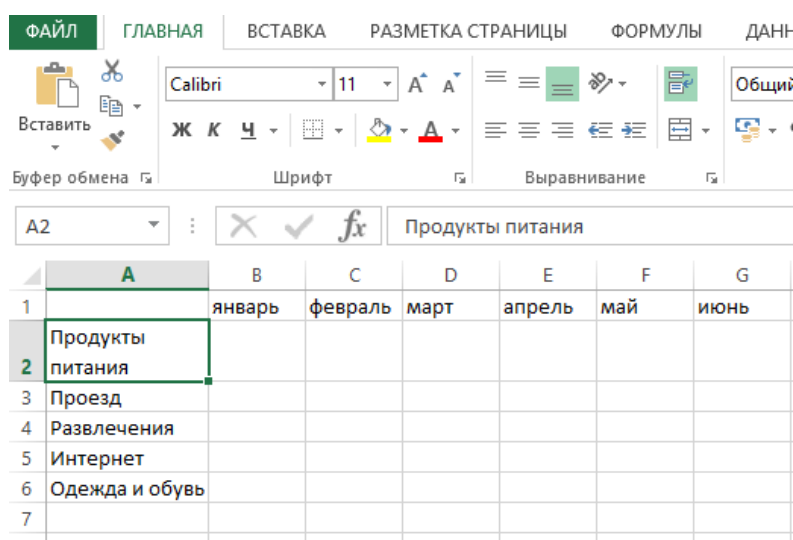 ФАЙЛ ГЛАВНАЯ ВСТАВКА РАЗМЕТКА СТРАНИЦЫ ФОРМУЛЫ ДАНН
Calibri 11 A A Общий
Вставить Ж К Ч А
Буфер обмена Шрифт Выравнивание
A2 fx Продукты питания
A B C D E F G
1 январь февраль март апрель май июнь
Продукты
2 питания
3 Проезд
4 Развлечения
5 Интернет
6 Одежда и обувь
7